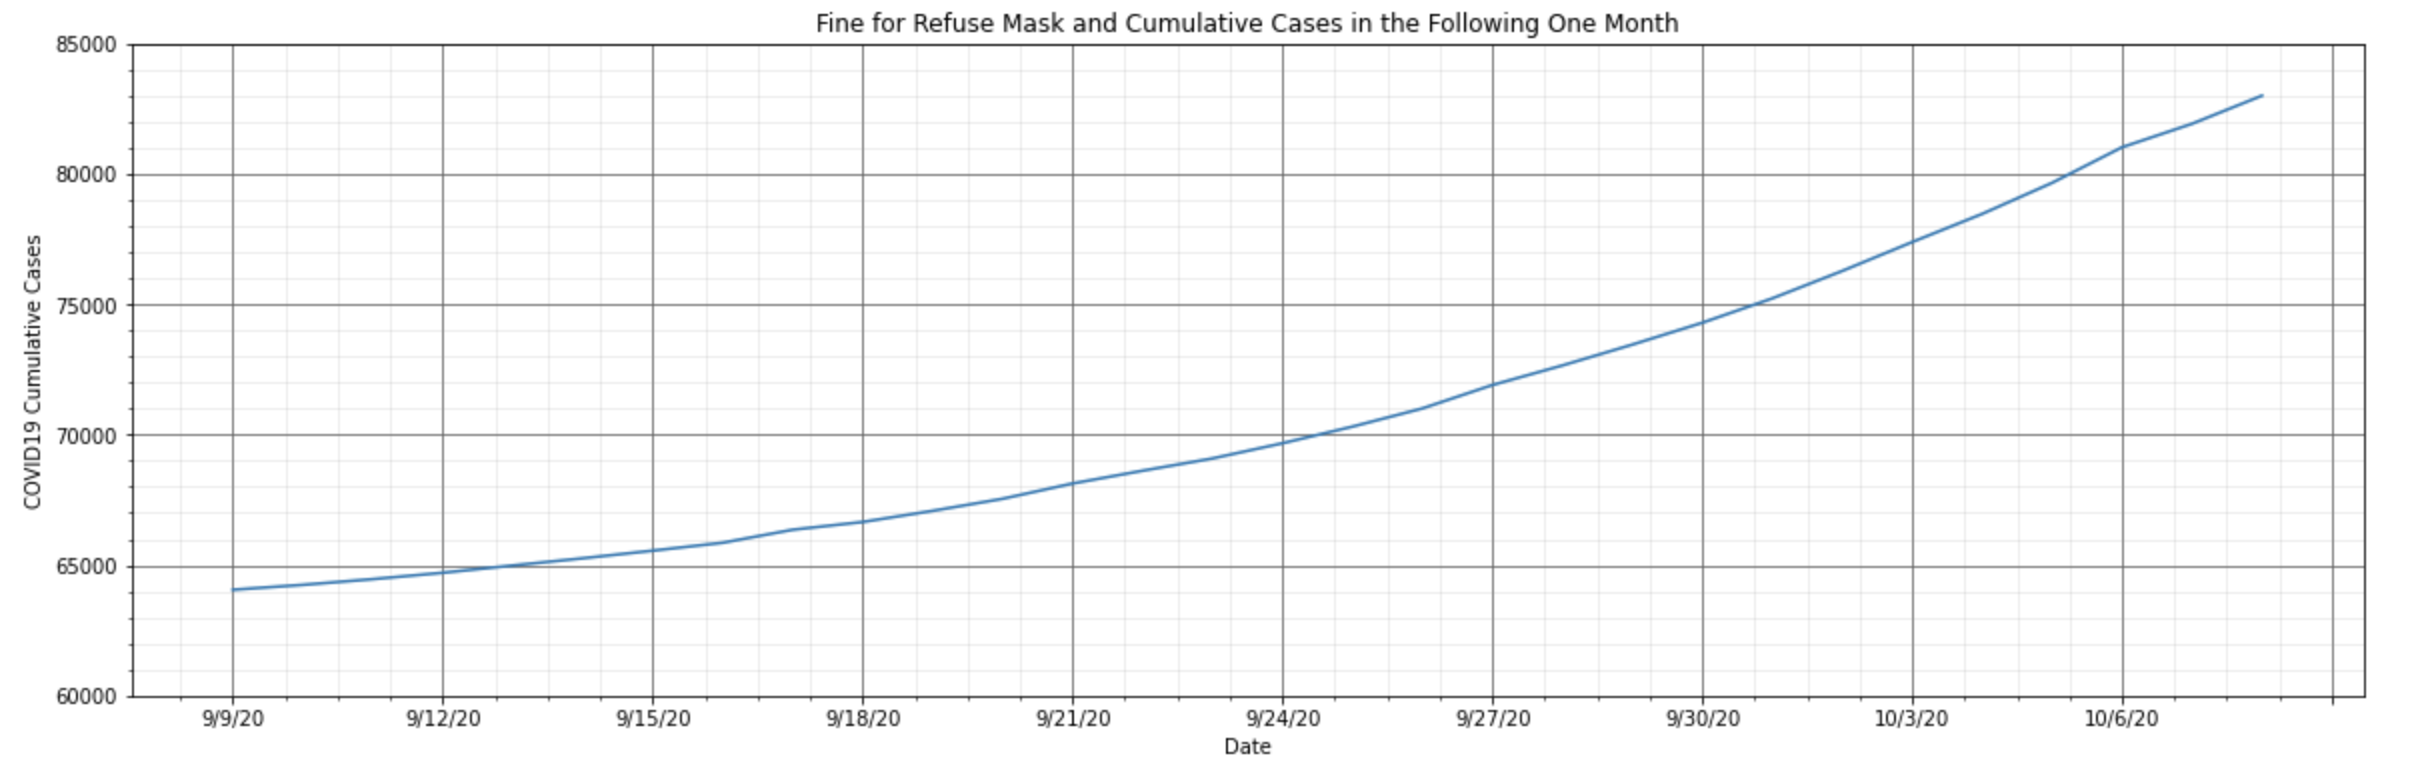 Fine for Refuse Mask and Cumulative Cases in the Following One Month
85000
80000
75000
70000
65000
60000
COVID19 Cumulative Cases
9/9/20 9/12/20 9/15/20 9/18/20 9/21/20 9/24/20 9/27/20 9/30/20 10/3/20 10/6/20
Date